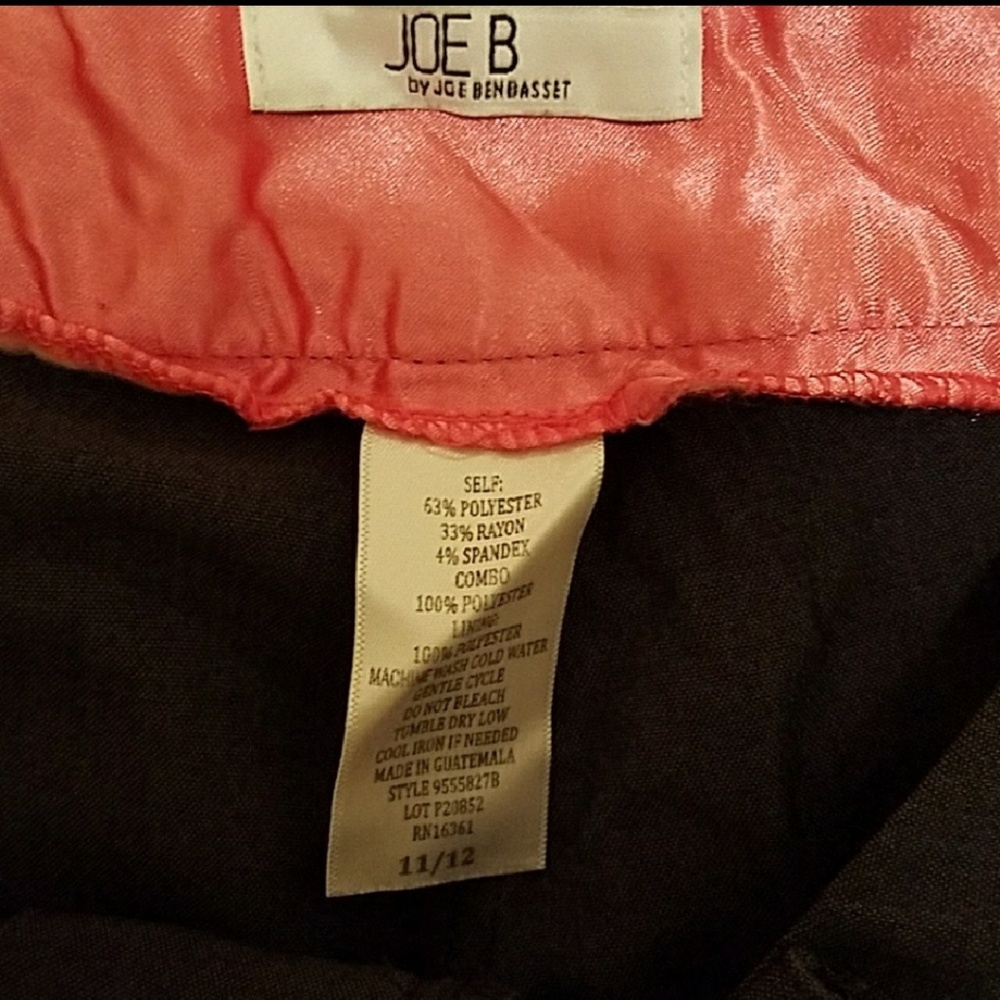 JOE B
by JOE BENBASSET
SELF:
63% POLYESTER
33% RAYON
4% SPANDEX
COMBO
100% POLYESTER
LINING:
100% POLYESTER
MACHINE WASH COLD WATER
GENTLE CYCLE
DO NOT BLEACH
TUMBLE DRY LOW
COOL IRON IF NEEDED
MADE IN GUATEMALA
STYLE 9555827B
LOT P20852
RN16361
11/12